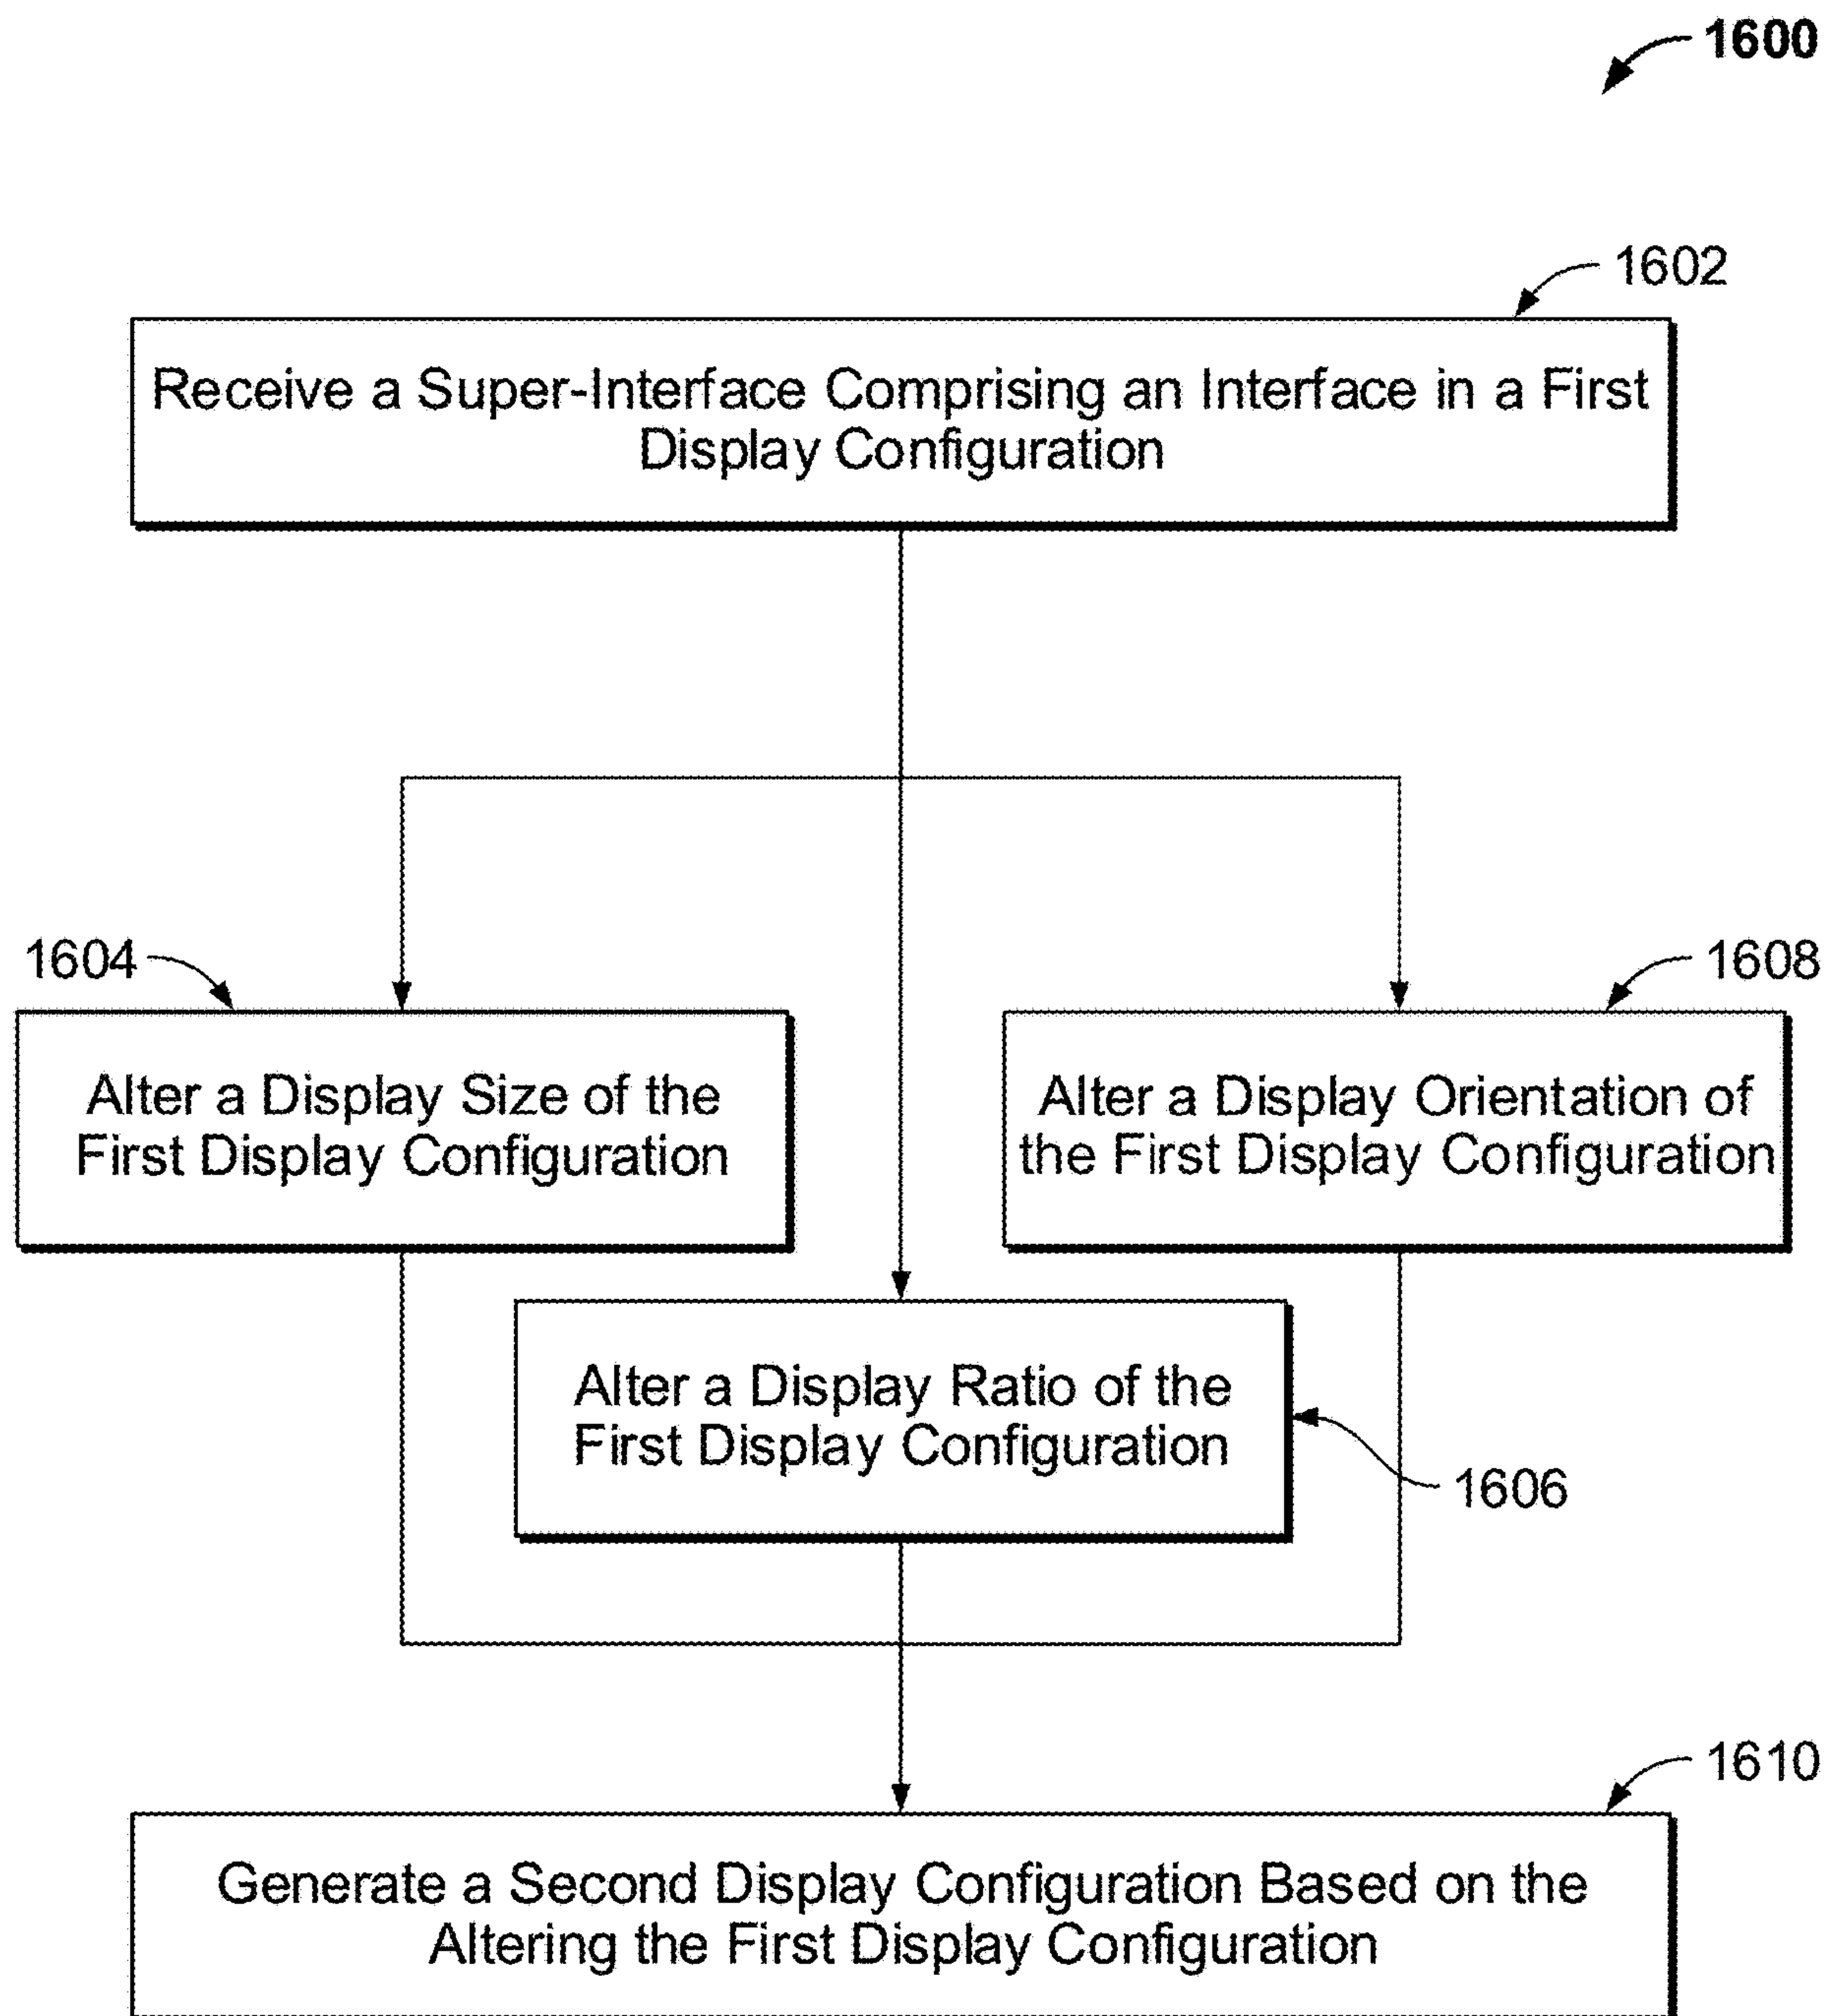 1600
1602
Receive a Super-Interface Comprising an Interface in a First
Display Configuration
1604
1608
Alter a Display Size of the
First Display Configuration
Alter a Display Orientation of
the First Display Configuration
Alter a Display Ratio of the
First Display Configuration
1606
1610
Generate a Second Display Configuration Based on the
Altering the First Display Configuration